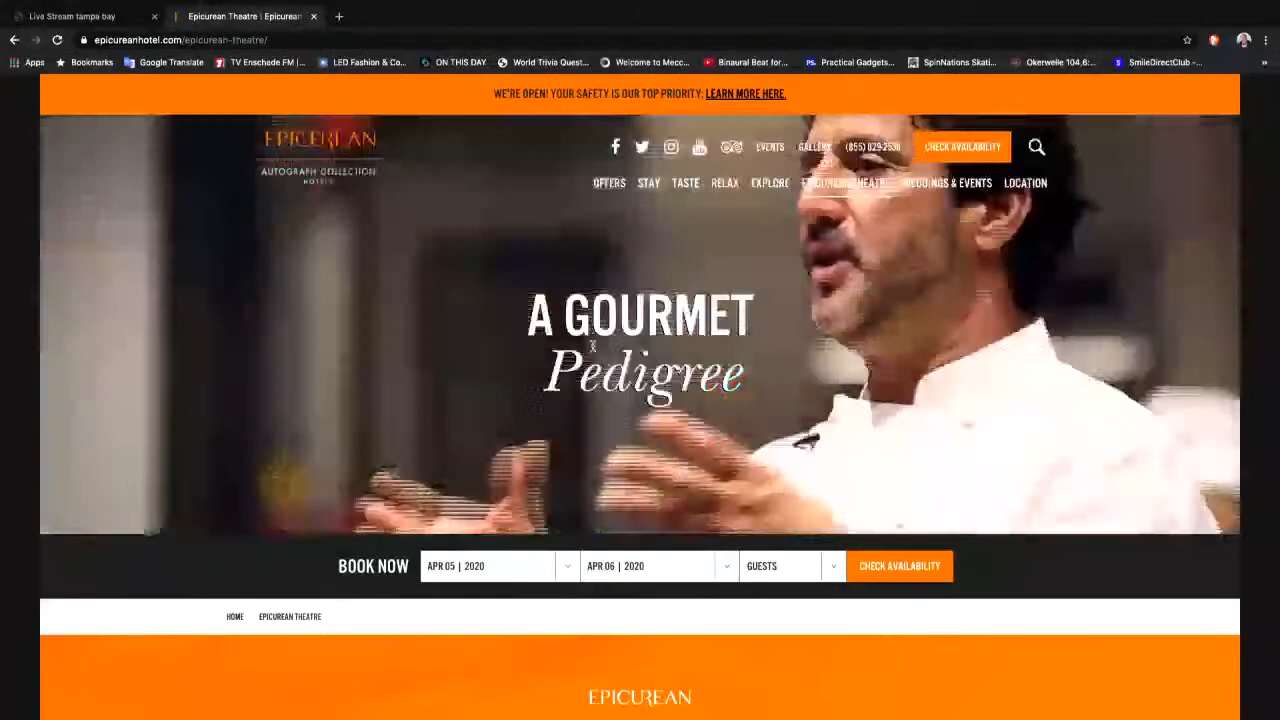 Live Stream tampa bay
Epicurean Theatre | Epicurean
epicureanhotel.com/epicurean-theatre/
Apps Bookmarks Google Translate TV Enschede FM |... LED Fashion & Co... ON THIS DAY World Trivia Quest... Welcome to Mecc... Binaural Beat for... Practical Gadgets... SpinNations Skati... Okerwelle 104,6:... SmileDirectClub -...
WE'RE OPEN! YOUR SAFETY IS OUR TOP PRIORITY; LEARN MORE HERE.
EPICUREAN
AUTOGRAPH COLLECTION
HOTELS
EVENTS GALLERY (855) 829-2536 CHECK AVAILABILITY
OFFERS STAY TASTE RELAX EXPLORE EPICUREAN THEATRE WEDDINGS & EVENTS LOCATION
A GOURMET
Pedigree
BOOK NOW APR 05 | 2020 APR 06 | 2020 GUESTS CHECK AVAILABILITY
HOME EPICUREAN THEATRE
EPICUREAN